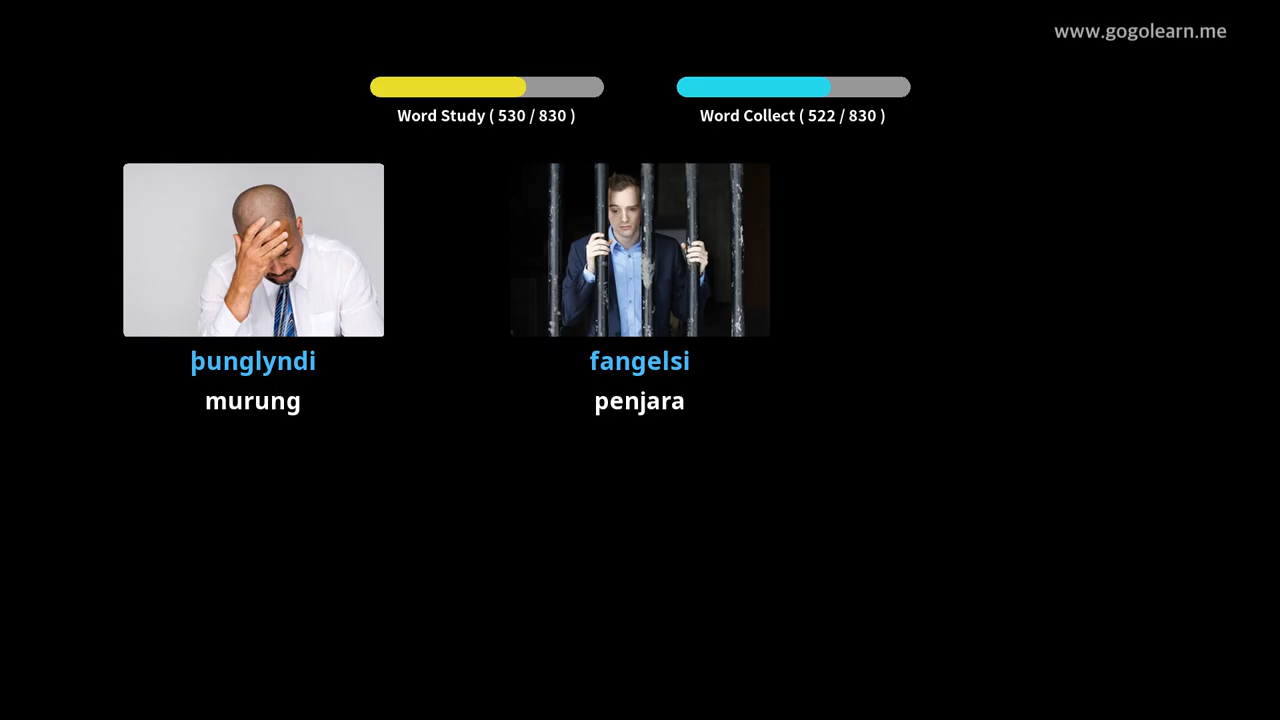 www.gogolearn.me
Word Study ( 530 / 830 )
Word Collect ( 522 / 830 )
þunglyndi
murung
fangelsi
penjara